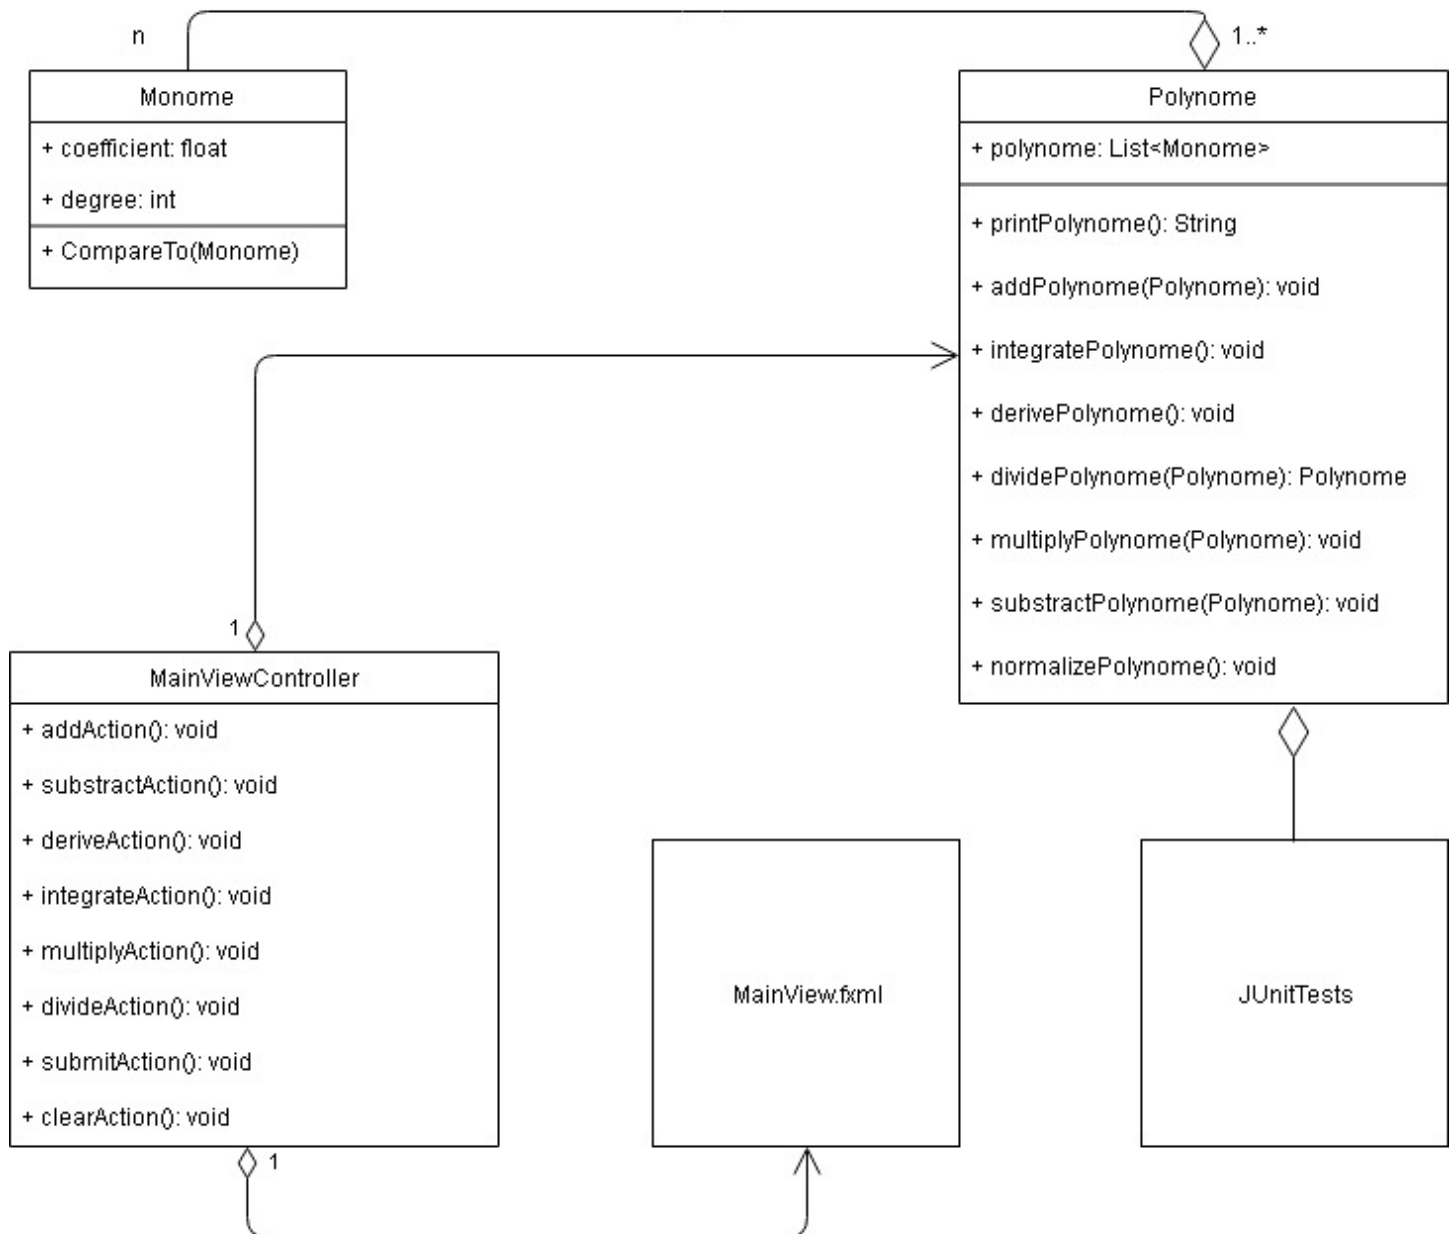 n
1..*
Monome
+ coefficient: float
+ degree: int
+ CompareTo(Monome)
Polynome
+ polynome: List<Monome>
+ printPolynome(): String
+ addPolynome(Polynome): void
+ integratePolynome(): void
+ derivePolynome(): void
+ dividePolynome(Polynome): Polynome
+ multiplyPolynome(Polynome): void
+ substractPolynome(Polynome): void
+ normalizePolynome(): void
1
MainViewController
+ addAction(): void
+ substractAction(): void
+ deriveAction(): void
+ integrateAction(): void
+ multiplyAction(): void
+ divideAction(): void
+ submitAction(): void
+ clearAction(): void
1
MainView.fxml
JUnitTests